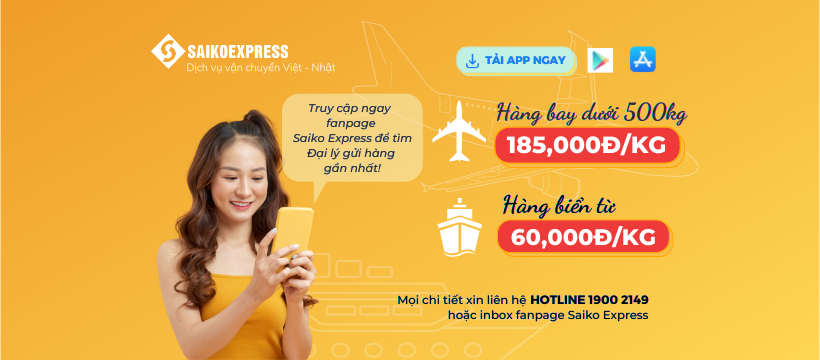 SAIKOEXPRESS
Dịch vụ vận chuyển Việt - Nhật
TẢI APP NGAY
Truy cập ngay
fanpage
Saiko Express để tìm
Đại lý gửi hàng
gần nhất!
Hàng bay dưới 500kg
185,000Đ/KG
Hàng biển từ
60,000Đ/KG
Mọi chi tiết xin liên hệ HOTLINE 1900 2149
hoặc inbox fanpage Saiko Express